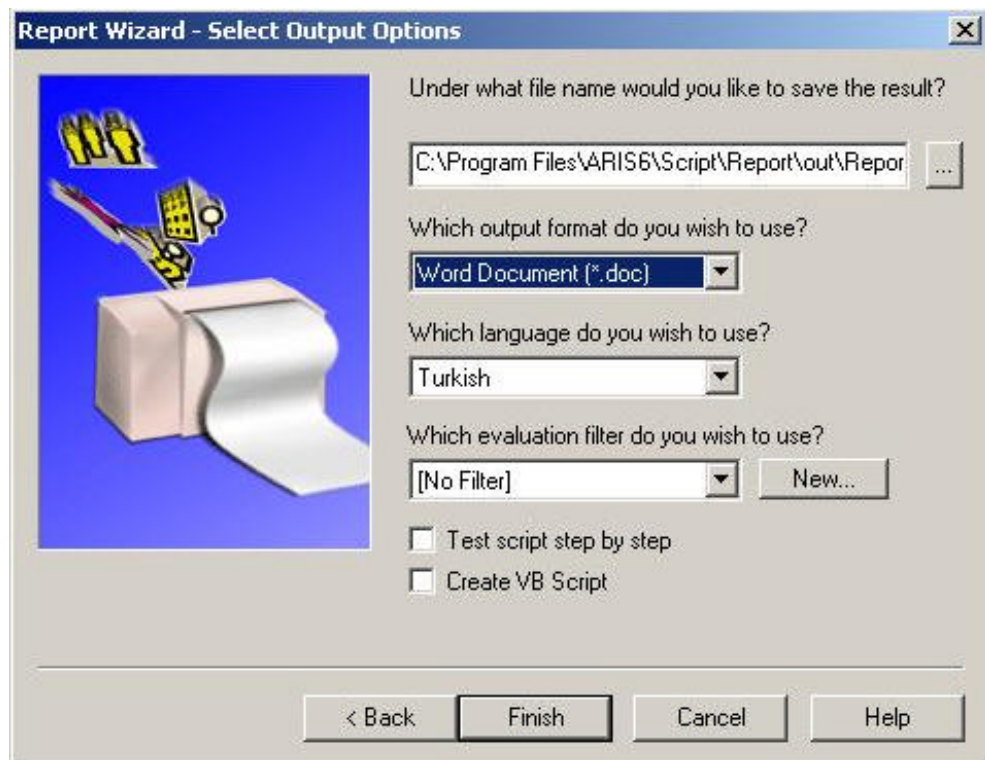 Report Wizard - Select Output Options
Under what file name would you like to save the result?
C:\Program Files\ARIS6\Script\Report\out\Repor
...
Which output format do you wish to use?
Word Document (*.doc)
Which language do you wish to use?
Turkish
Which evaluation filter do you wish to use?
[No Filter]
New...
Test script step by step
Create VB Script
< Back
Finish
Cancel
Help